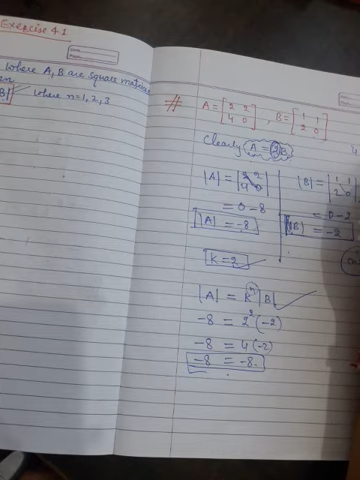 Exercise 4.1
where A, B are square matrices
where n=1,2,3
B|
# A = [2 2 / 4 0] , B = [1 1 / 2 0]
Clearly A = 2B
|A| = |2 2 / 4 0|
= 0-8
|A| = -8
|B| = |1 1 / 2 0|
= 0-2
|B| = -2
K=2
|A| = K^n |B|
-8 = 2^2 (-2)
-8 = 4(-2)
-8 = -8.